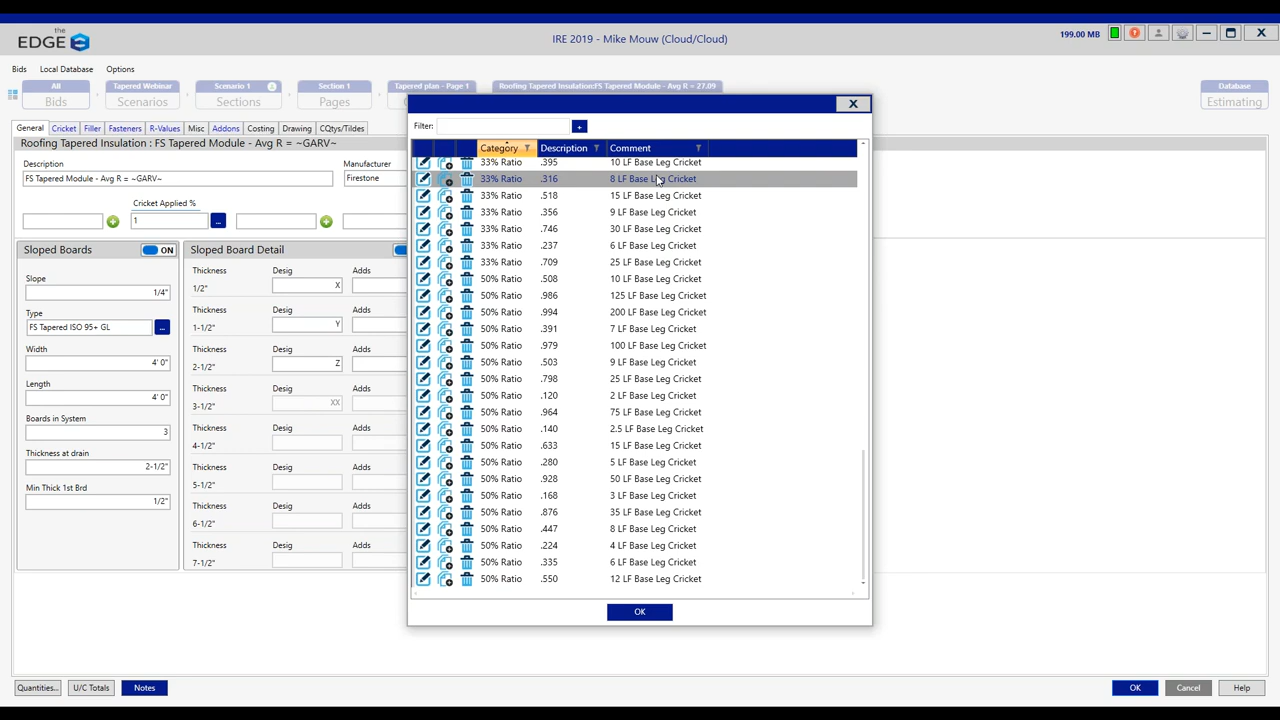 the
EDGE
IRE 2019 - Mike Mouw (Cloud/Cloud)
199.00 MB
Bids
Local Database
Options
All
Bids
Tapered Webinar
Scenarios
Scenario 1
Sections
Section 1
Pages
Tapered plan - Page 1
Roofing Tapered Insulation:FS Tapered Module - Avg R = 27.09
Database
Estimating
General
Cricket
Filler
Fasteners
R-Values
Misc
Addons
Costing
Drawing
CQtys/Tildes
Roofing Tapered Insulation : FS Tapered Module - Avg R = ~GARV~
Description
Manufacturer
FS Tapered Module - Avg R = ~GARV~
Firestone
Cricket Applied %
1
...
Sloped Boards
ON
Slope
1/4"
Type
FS Tapered ISO 95+ GL
...
Width
4' 0"
Length
4' 0"
Boards in System
3
Thickness at drain
2-1/2"
Min Thick 1st Brd
1/2"
Sloped Board Detail
Thickness Desig Adds
1/2" X
Thickness Desig Adds
1-1/2" Y
Thickness Desig Adds
2-1/2" Z
Thickness Desig Adds
3-1/2" XX
Thickness Desig Adds
4-1/2"
Thickness Desig Adds
5-1/2"
Thickness Desig Adds
6-1/2"
Thickness Desig Adds
7-1/2"
X
Filter:
+
Category Description Comment
33% Ratio .395 10 LF Base Leg Cricket
33% Ratio .316 8 LF Base Leg Cricket
33% Ratio .518 15 LF Base Leg Cricket
33% Ratio .356 9 LF Base Leg Cricket
33% Ratio .746 30 LF Base Leg Cricket
33% Ratio .237 6 LF Base Leg Cricket
33% Ratio .709 25 LF Base Leg Cricket
50% Ratio .508 10 LF Base Leg Cricket
50% Ratio .986 125 LF Base Leg Cricket
50% Ratio .994 200 LF Base Leg Cricket
50% Ratio .391 7 LF Base Leg Cricket
50% Ratio .979 100 LF Base Leg Cricket
50% Ratio .503 9 LF Base Leg Cricket
50% Ratio .798 25 LF Base Leg Cricket
50% Ratio .120 2 LF Base Leg Cricket
50% Ratio .964 75 LF Base Leg Cricket
50% Ratio .140 2.5 LF Base Leg Cricket
50% Ratio .633 15 LF Base Leg Cricket
50% Ratio .280 5 LF Base Leg Cricket
50% Ratio .928 50 LF Base Leg Cricket
50% Ratio .168 3 LF Base Leg Cricket
50% Ratio .876 35 LF Base Leg Cricket
50% Ratio .447 8 LF Base Leg Cricket
50% Ratio .224 4 LF Base Leg Cricket
50% Ratio .335 6 LF Base Leg Cricket
50% Ratio .550 12 LF Base Leg Cricket
OK
Quantities...
U/C Totals
Notes
OK
Cancel
Help